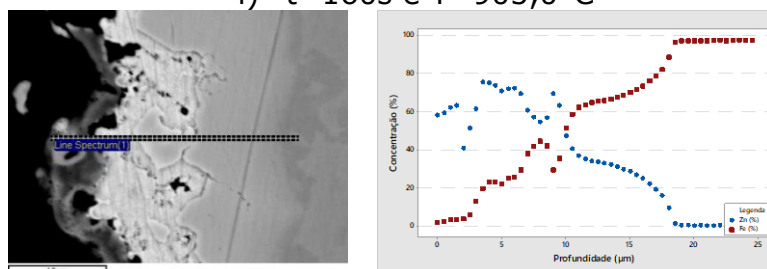 Line Spectrum(1)
100
80
60
40
20
0
Concentração (%)
0 5 10 15 20 25
Profundidade (μm)
Legenda
Zn (%)
Fe (%)